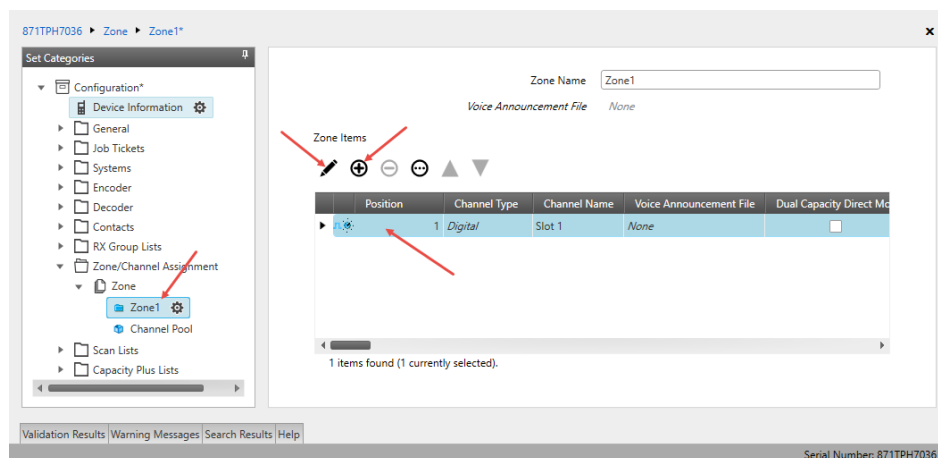 871TPH7036 Zone Zone1*
Set Categories
Configuration*
Device Information
General
Job Tickets
Systems
Encoder
Decoder
Contacts
RX Group Lists
Zone/Channel Assignment
Zone
Zone1
Channel Pool
Scan Lists
Capacity Plus Lists
Zone Name Zone1
Voice Announcement File None
Zone Items
Position Channel Type Channel Name Voice Announcement File Dual Capacity Direct Mo
1 Digital Slot 1 None
1 items found (1 currently selected).
Validation Results Warning Messages Search Results Help
Serial Number: 871TPH7036